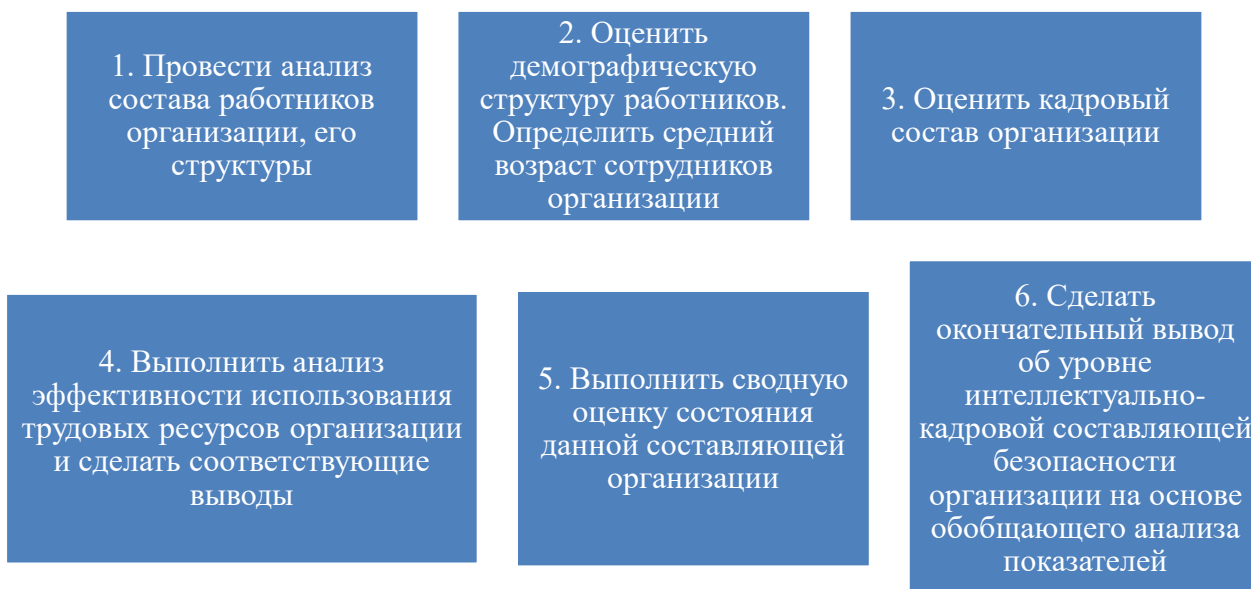 1. Провести анализ
состава работников
организации, его
структуры
2. Оценить
демографическую
структуру работников.
Определить средний
возраст сотрудников
организации
3. Оценить кадровый
состав организации
4. Выполнить анализ
эффективности использования
трудовых ресурсов организации
и сделать соответствующие
выводы
5. Выполнить сводную
оценку состояния
данной составляющей
организации
6. Сделать
окончательный вывод
об уровне
интеллектуально-
кадровой составляющей
безопасности
организации на основе
обобщающего анализа
показателей